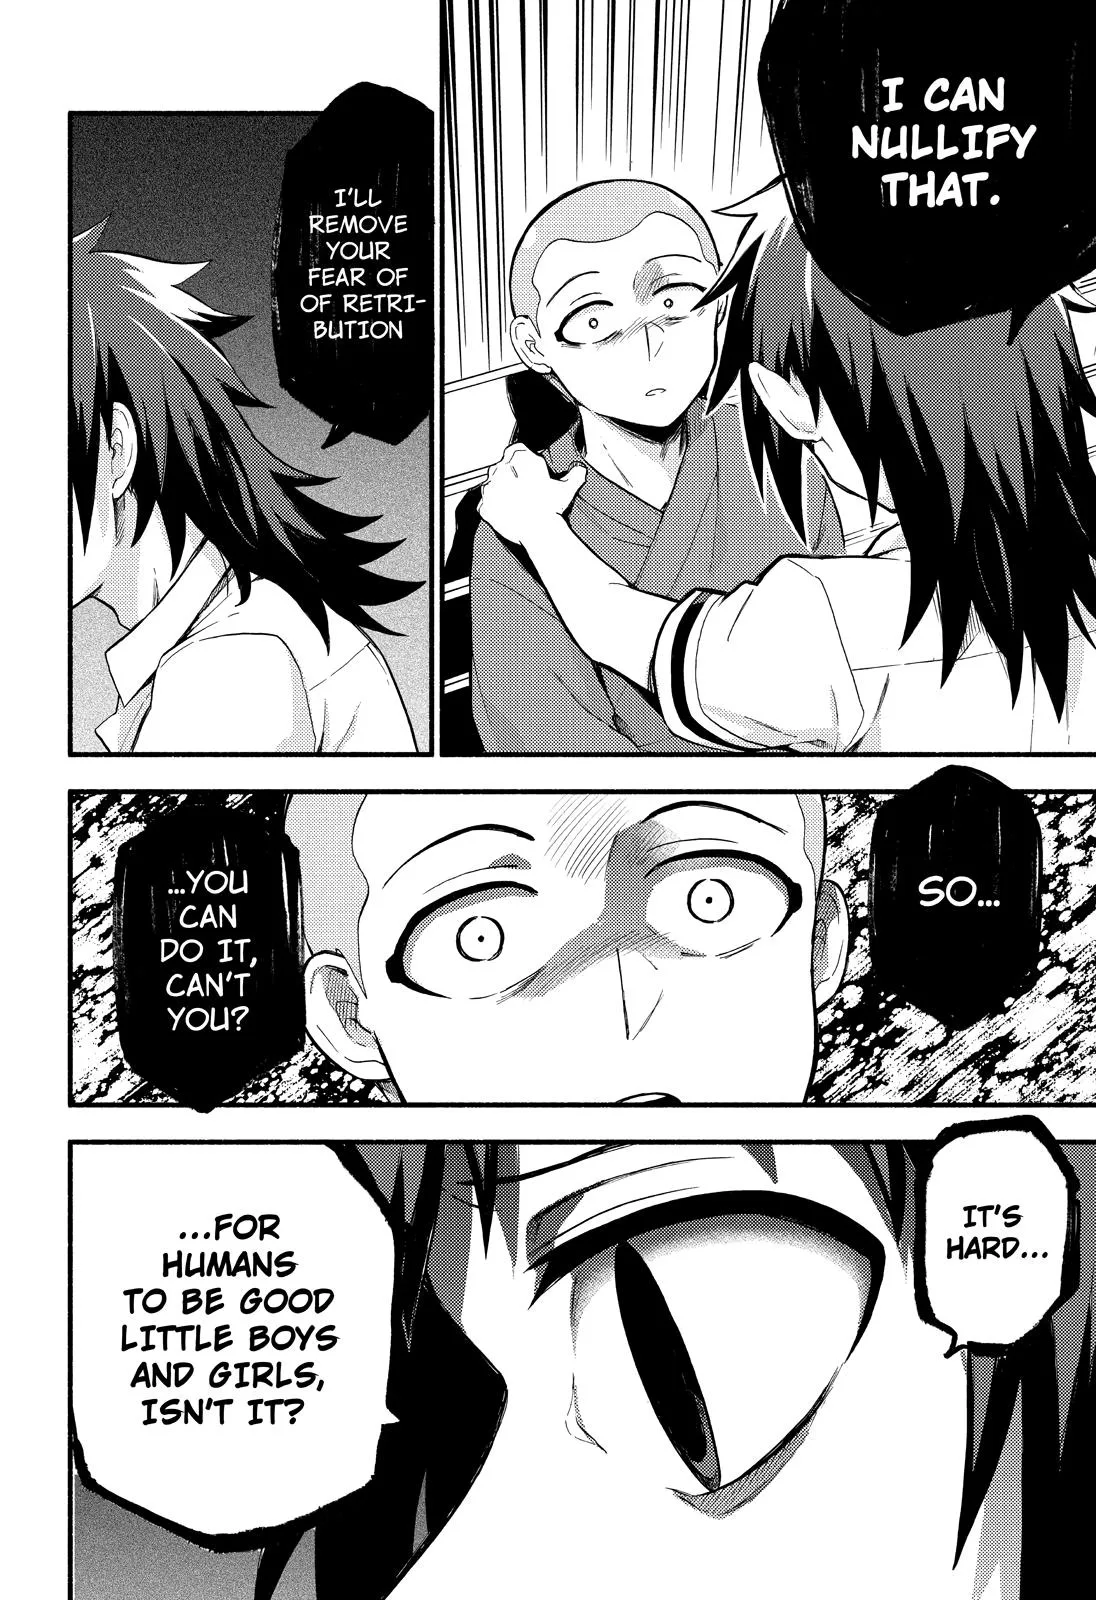 I CAN
NULLIFY
THAT.
I'LL
REMOVE
YOUR
FEAR OF
OF RETRI-
BUTION
SO...
...YOU
CAN
DO IT,
CAN'T
YOU?
IT'S
HARD...
...FOR
HUMANS
TO BE GOOD
LITTLE BOYS
AND GIRLS,
ISN'T IT?